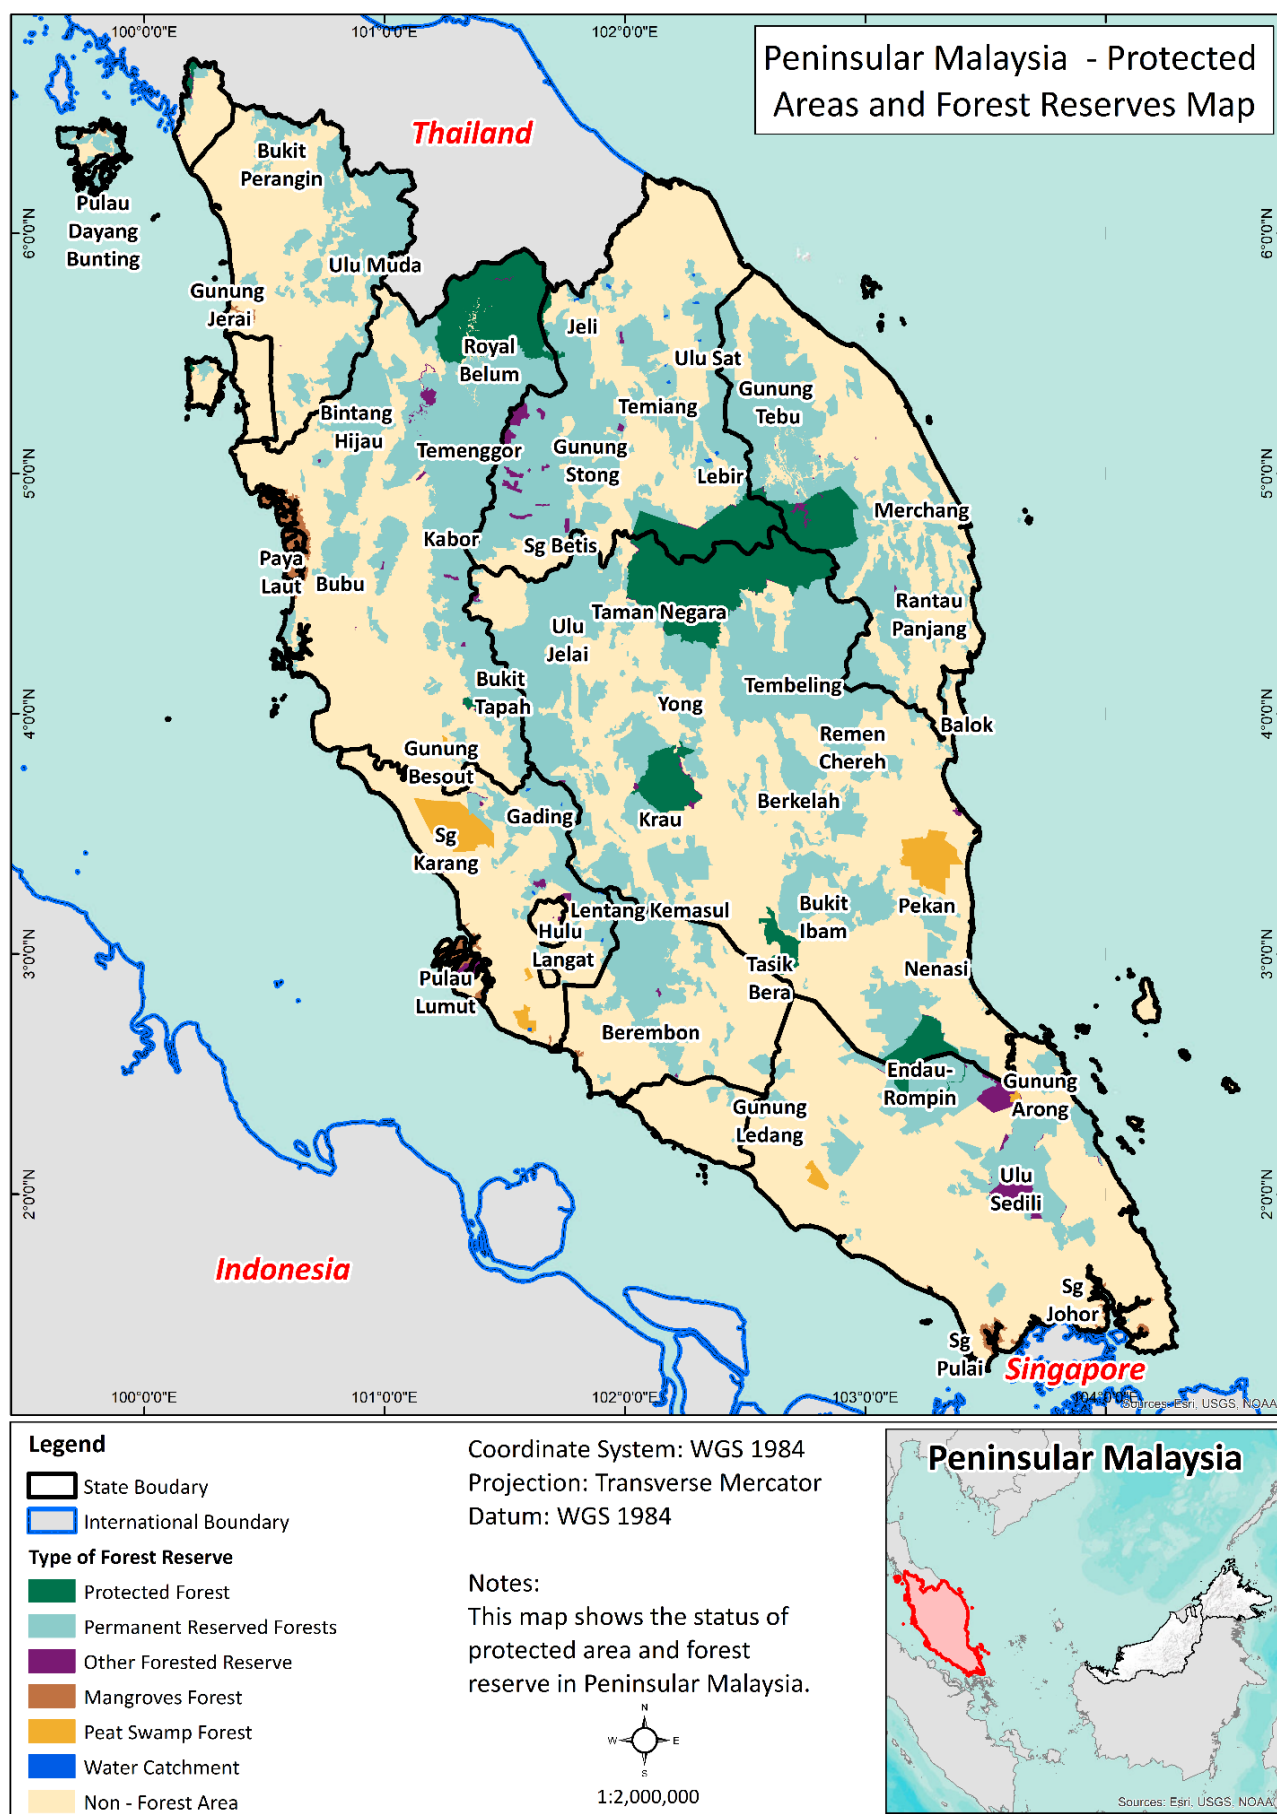 100°0'0"E
101°0'0"E
102°0'0"E
Peninsular Malaysia - Protected
Areas and Forest Reserves Map
Thailand
Bukit
Perangin
Pulau
Dayang
Bunting
6°0'0"N
6°0'0"N
Ulu Muda
Gunung
Jerai
Jeli
Royal
Belum
Ulu Sat
Gunung
Tebu
Temiang
Bintang
Hijau
Temenggor
Gunung
Stong
Lebir
5°0'0"N
5°0'0"N
Merchang
Kabor
Sg Betis
Paya
Laut
Bubu
Taman Negara
Rantau
Panjang
Ulu
Jelai
Bukit
Tapah
Tembeling
Yong
4°0'0"N
4°0'0"N
Balok
Remen
Chereh
Gunung
Besout
Berkelah
Gading
Krau
Sg
Karang
Lentang
Kemasul
Bukit
Ibam
Pekan
Hulu
Langat
3°0'0"N
3°0'0"N
Tasik
Bera
Nenasi
Pulau
Lumut
Berembon
Endau-
Rompin
Gunung
Arong
Gunung
Ledang
Ulu
Sedili
2°0'0"N
2°0'0"N
Indonesia
Sg
Johor
Sg
Pulai
Singapore
100°0'0"E
101°0'0"E
102°0'0"E
103°0'0"E
104°0'0"E
Sources: Esri, USGS, NOAA
Legend
State Boudary
International Boundary
Type of Forest Reserve
Protected Forest
Permanent Reserved Forests
Other Forested Reserve
Mangroves Forest
Peat Swamp Forest
Water Catchment
Non - Forest Area
Coordinate System: WGS 1984
Projection: Transverse Mercator
Datum: WGS 1984
Notes:
This map shows the status of
protected area and forest
reserve in Peninsular Malaysia.
N
W
E
S
1:2,000,000
Peninsular Malaysia
Sources: Esri, USGS, NOAA